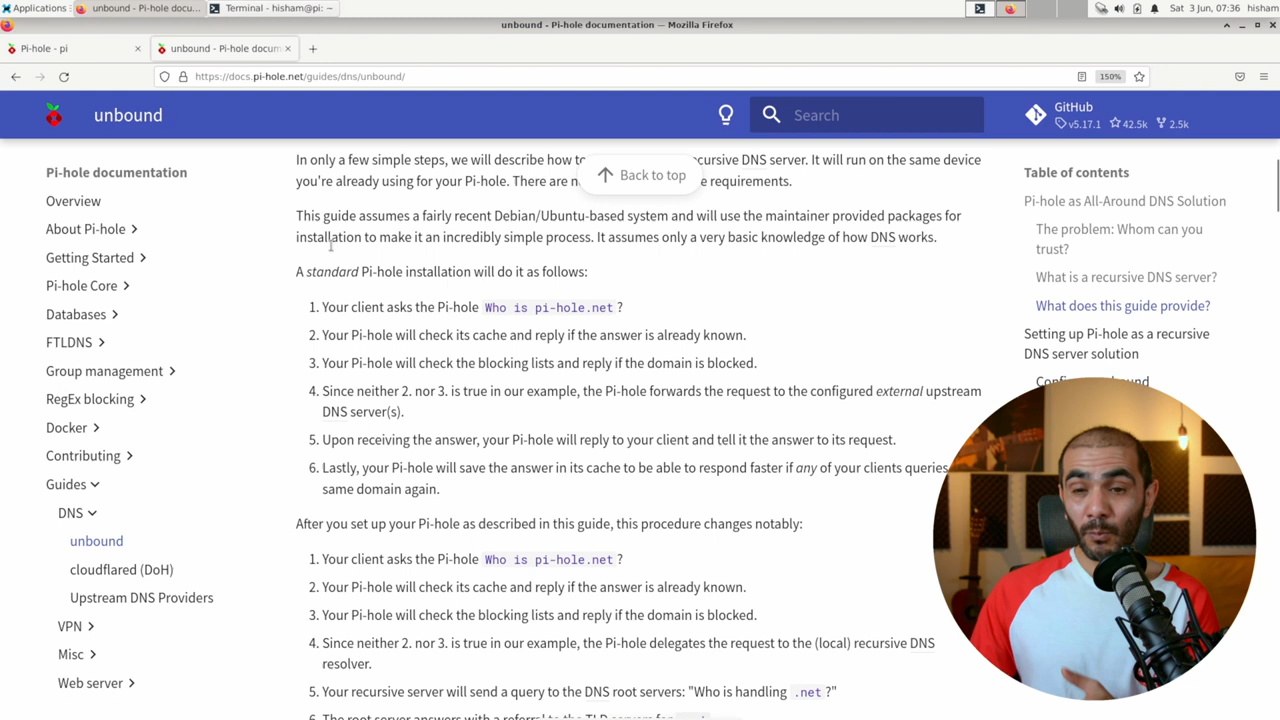 Applications
unbound - Pi-hole docu...
Terminal - hisham@pi: ~
Sat 3 Jun, 07:36 hisham
unbound - Pi-hole documentation — Mozilla Firefox
Pi-hole - pi
unbound - Pi-hole docum
https://docs.pi-hole.net/guides/dns/unbound/
150%
unbound
Search
GitHub
v5.17.1 42.5k 2.5k
Pi-hole documentation
Overview
About Pi-hole
Getting Started
Pi-hole Core
Databases
FTLDNS
Group management
RegEx blocking
Docker
Contributing
Guides
DNS
unbound
cloudflared (DoH)
Upstream DNS Providers
VPN
Misc
Web server
Back to top
In only a few simple steps, we will describe how to ecursive DNS server. It will run on the same device
you're already using for your Pi-hole. There are n e requirements.
This guide assumes a fairly recent Debian/Ubuntu-based system and will use the maintainer provided packages for
installation to make it an incredibly simple process. It assumes only a very basic knowledge of how DNS works.
A standard Pi-hole installation will do it as follows:
1. Your client asks the Pi-hole Who is pi-hole.net ?
2. Your Pi-hole will check its cache and reply if the answer is already known.
3. Your Pi-hole will check the blocking lists and reply if the domain is blocked.
4. Since neither 2. nor 3. is true in our example, the Pi-hole forwards the request to the configured external upstream
DNS server(s).
5. Upon receiving the answer, your Pi-hole will reply to your client and tell it the answer to its request.
6. Lastly, your Pi-hole will save the answer in its cache to be able to respond faster if any of your clients queries
same domain again.
After you set up your Pi-hole as described in this guide, this procedure changes notably:
1. Your client asks the Pi-hole Who is pi-hole.net ?
2. Your Pi-hole will check its cache and reply if the answer is already known.
3. Your Pi-hole will check the blocking lists and reply if the domain is blocked.
4. Since neither 2. nor 3. is true in our example, the Pi-hole delegates the request to the (local) recursive DNS
resolver.
5. Your recursive server will send a query to the DNS root servers: "Who is handling .net ?"
6. The root server answers with a referral to the TLD servers for
Table of contents
Pi-hole as All-Around DNS Solution
The problem: Whom can you
trust?
What is a recursive DNS server?
What does this guide provide?
Setting up Pi-hole as a recursive
DNS server solution